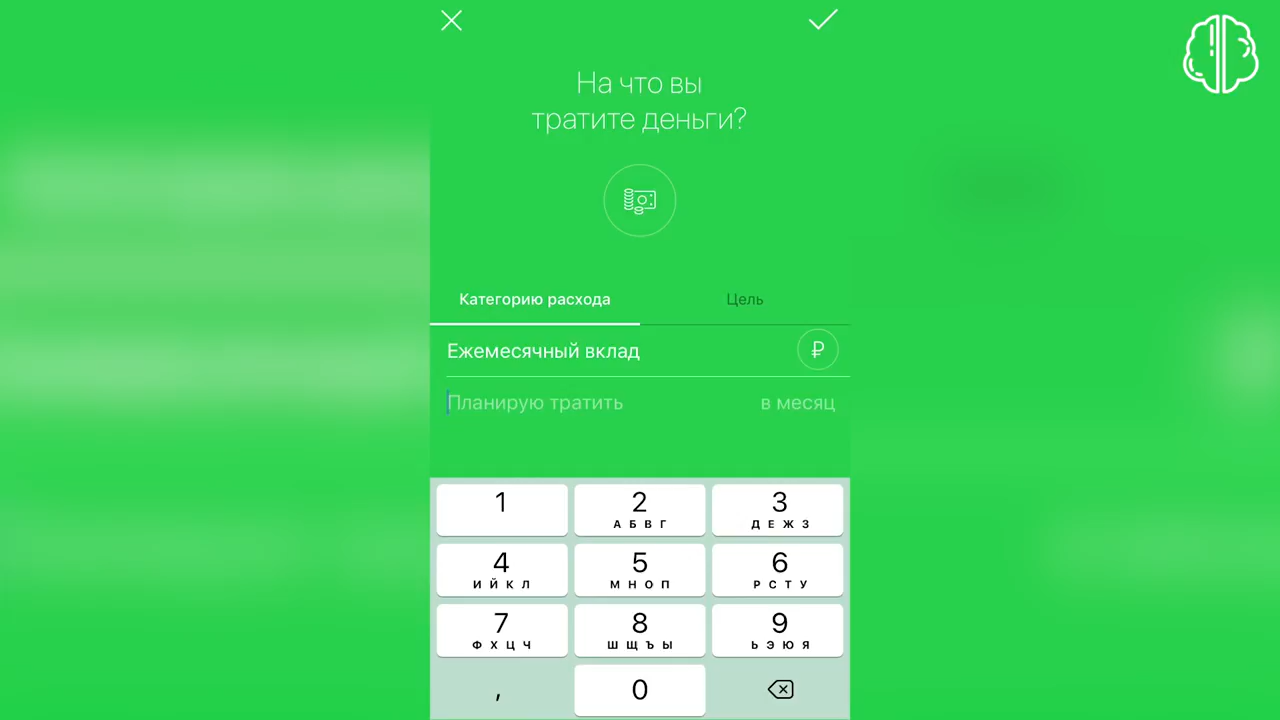 На что вы
тратите деньги?
Категорию расхода
Цель
Ежемесячный вклад
₽
Планирую тратить
в месяц
1
2
3
А Б В Г
Д Е Ж З
4
5
6
И Й К Л
М Н О П
Р С Т У
7
8
9
Ф Х Ц Ч
Ш Щ Ъ Ы
Ь Э Ю Я
,
0